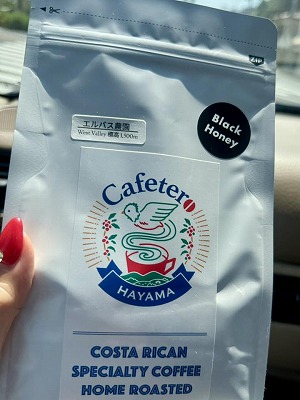 エルバス農園
West Valley 標高1,500m
Black
Honey
Cafetero
HAYAMA
COSTA RICAN
SPECIALTY COFFEE
HOME ROASTED